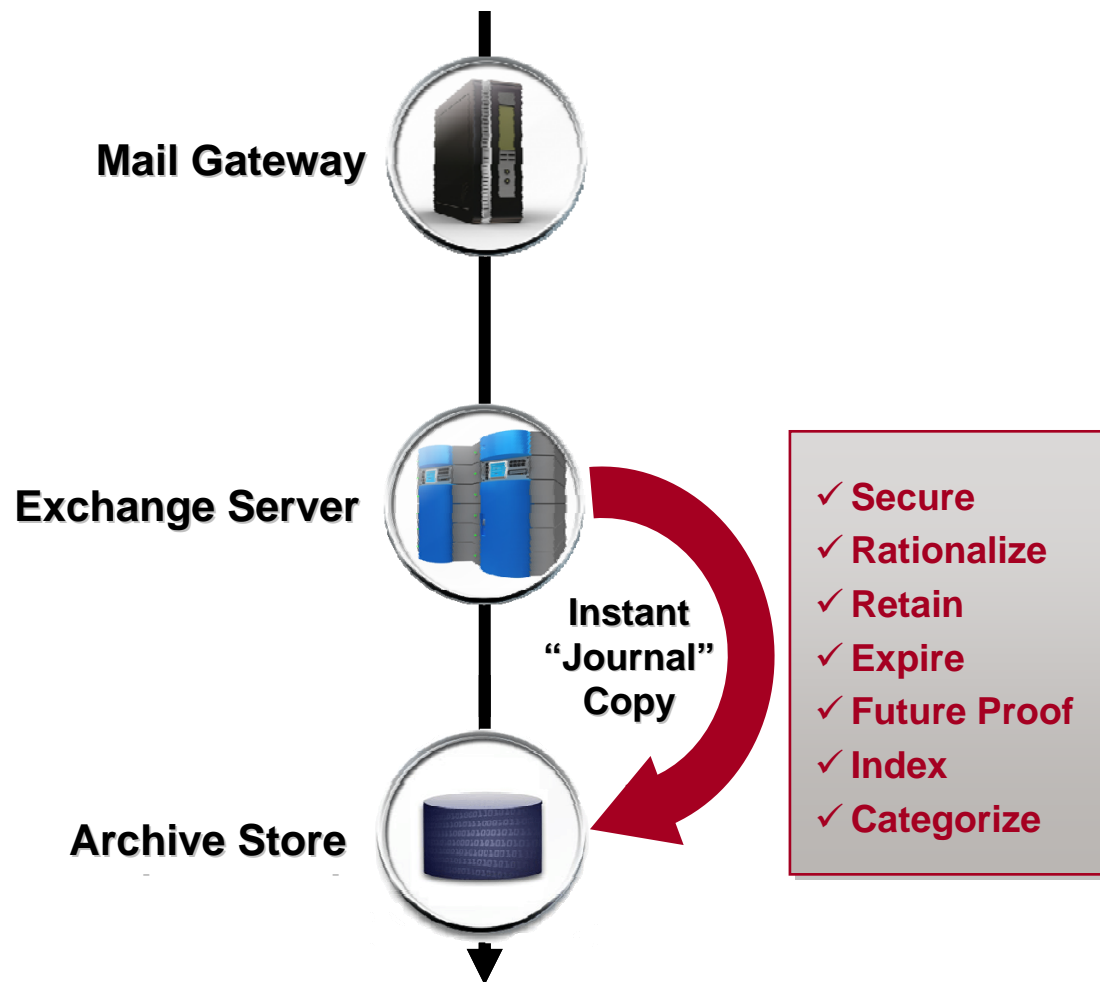 Mail Gateway
Exchange Server
Instant
“Journal”
Copy
✓ Secure
✓ Rationalize
✓ Retain
✓ Expire
✓ Future Proof
✓ Index
✓ Categorize
Archive Store